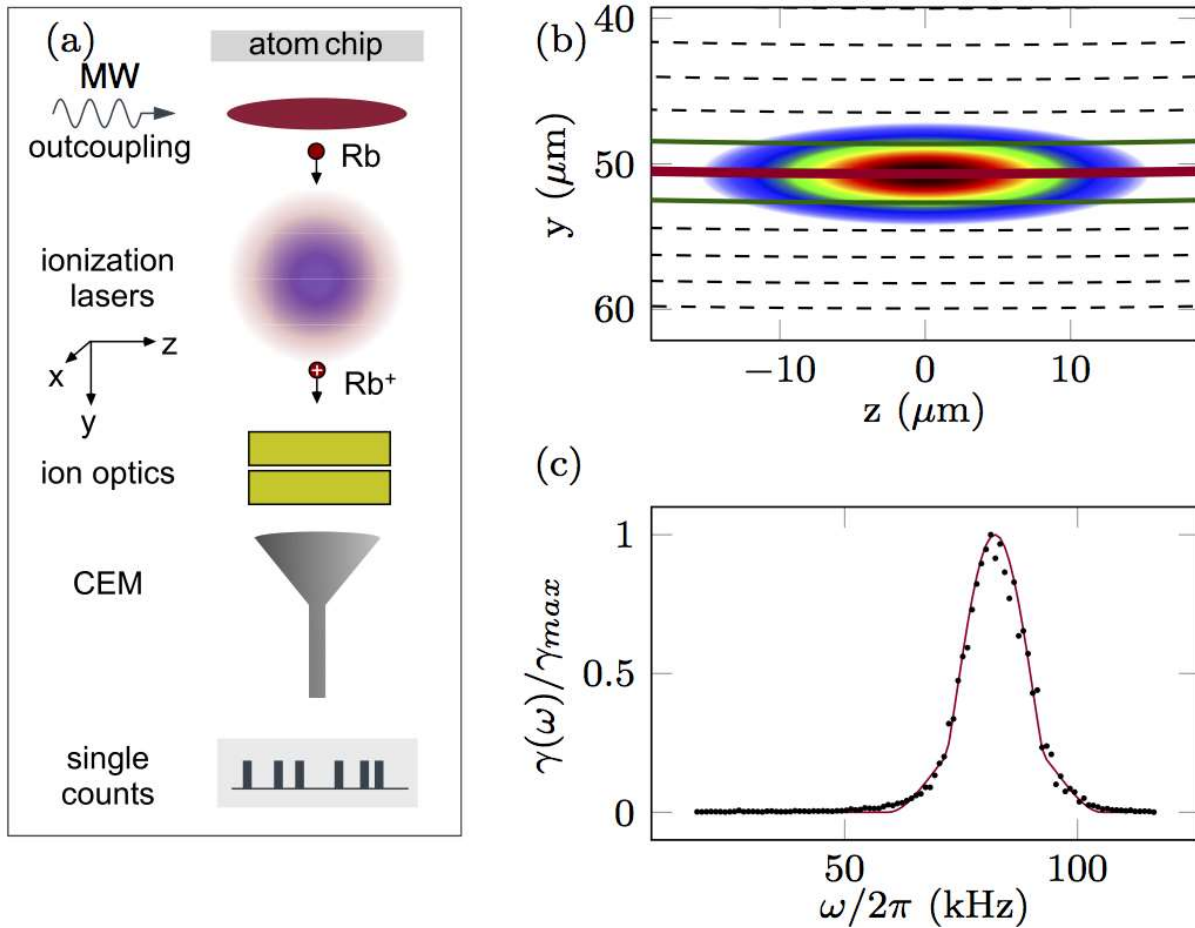 (a)
atom chip
MW
outcoupling
Rb
ionization
lasers
x
z
y
Rb⁺
ion optics
CEM
single
counts
(b)
40
50
60
y (μm)
−10
0
10
z (μm)
(c)
1
0.5
0
γ(ω)/γmax
50
100
ω/2π (kHz)